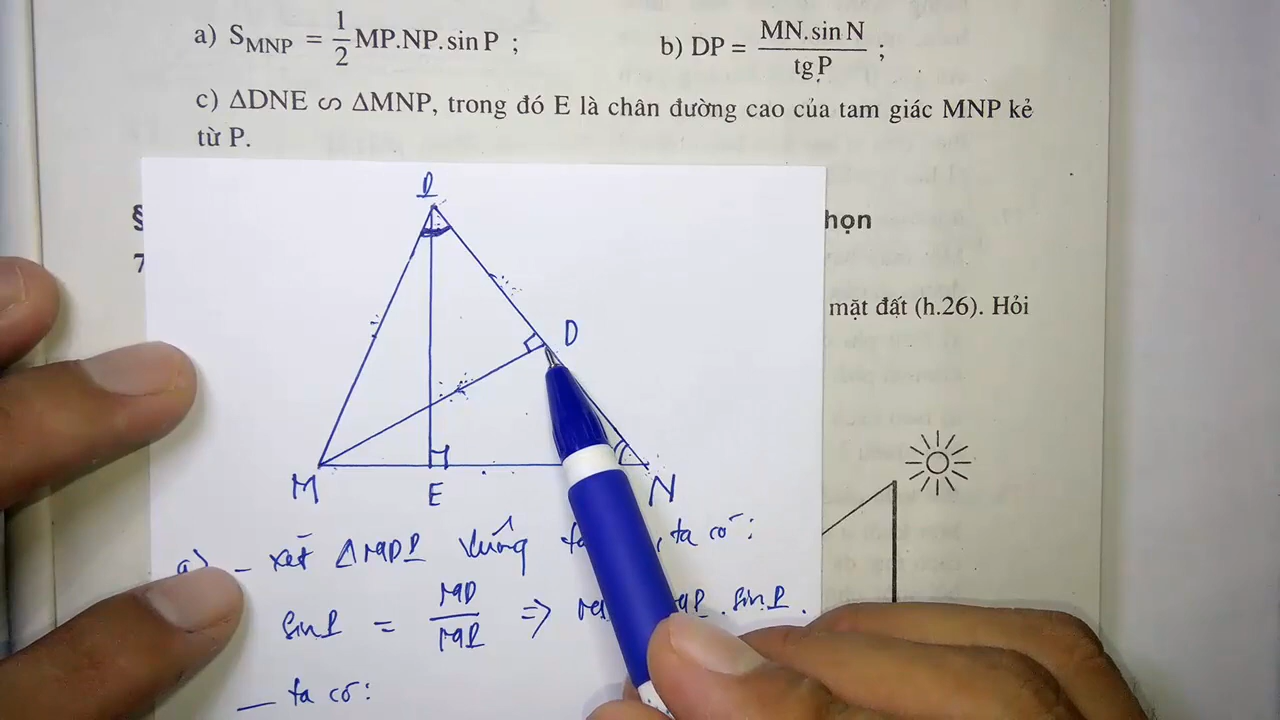 a) S_MNP = 1/2 MP.NP.sin P ; b) DP = MN.sin N / tg P ;
c) ΔDNE ∽ ΔMNP, trong đó E là chân đường cao của tam giác MNP kẻ
từ P.
§ họn
7
mặt đất (h.26). Hỏi
P
D
M E N
a) _ xét ΔMDP vuông , ta có:
sin P = MD / MP ⇒ . sin P.
_ ta có: